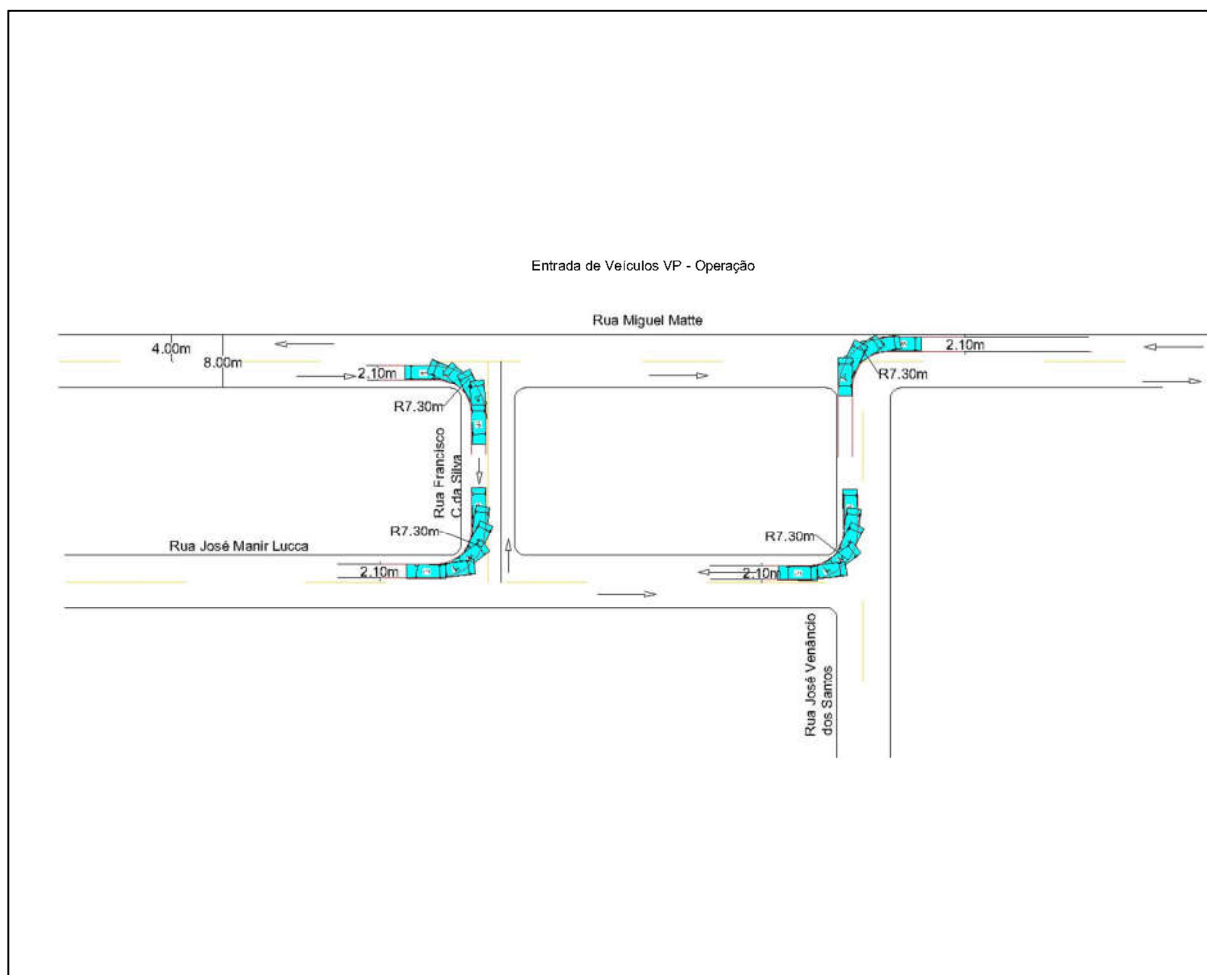 Entrada de Veículos VP - Operação
Rua Miguel Matte
4.00m
8.00m
2.10m
2.10m
R7.30m
R7.30m
Rua Francisco
C.da Silva
R7.30m
R7.30m
Rua José Manir Lucca
2.10m
2.10m
Rua José Venâncio
dos Santos